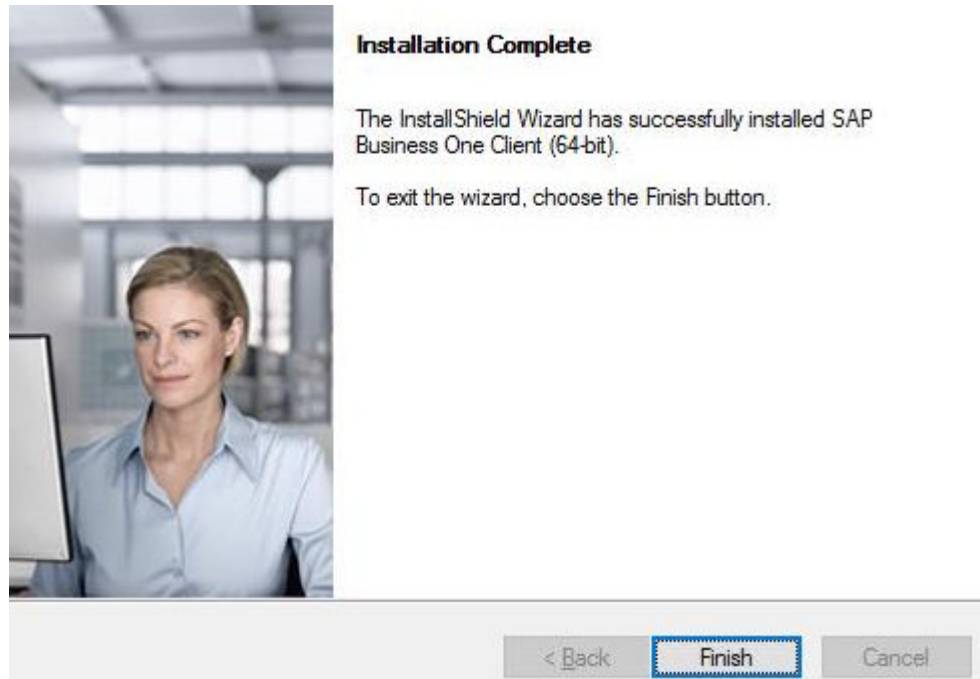 Installation Complete
The InstallShield Wizard has successfully installed SAP
Business One Client (64-bit).
To exit the wizard, choose the Finish button.
< Back
Finish
Cancel